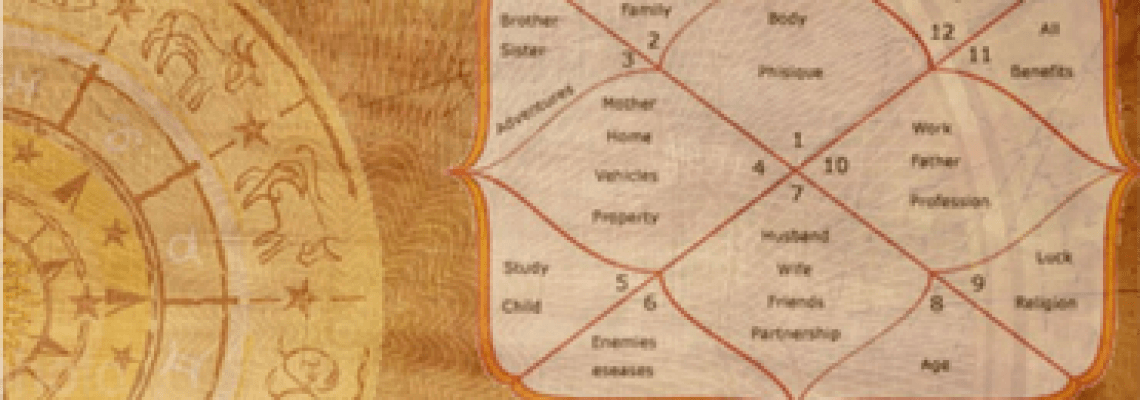 Brother
Sister
3
Adventures
Family
2
Body
Phisique
1
12
11
All
Benefits
Mother
Home
Vehicles
Property
4
10
Work
Father
Profession
7
Husband
Wife
Friends
Partnership
Study
Child
5
6
Enemies
eseases
8
Age
9
Luck
Religion